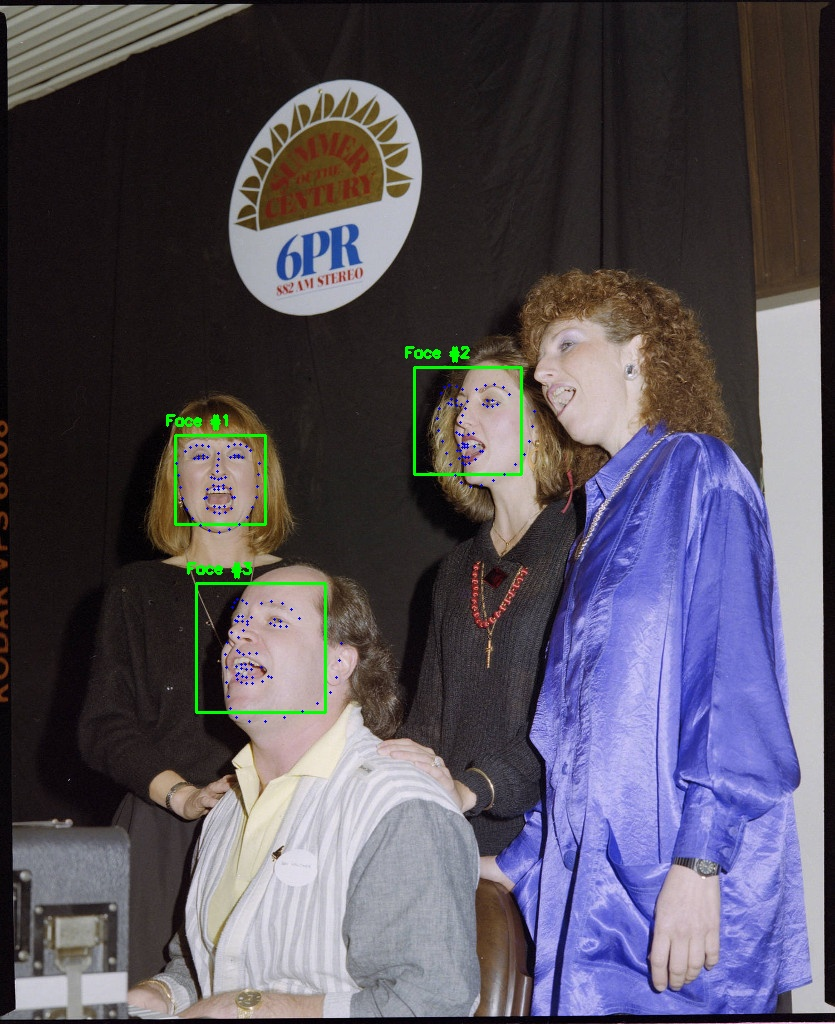 SUMMER
OF THE
CENTURY
6PR
882 AM STEREO
Face #2
Face #1
Face #3
KODAK VPS 6006